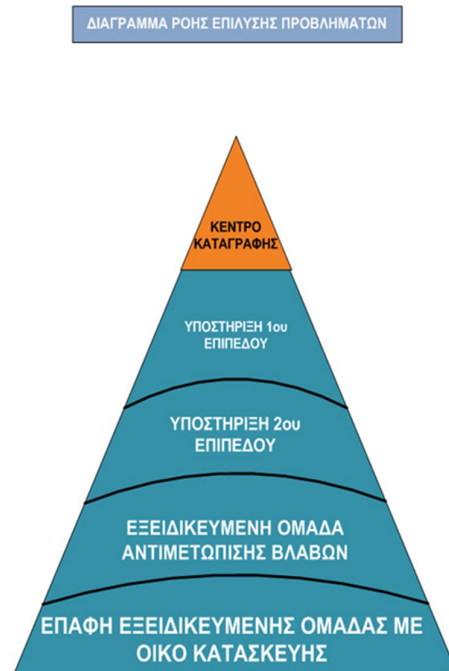 ΔΙΑΓΡΑΜΜΑ ΡΟΗΣ ΕΠΙΛΥΣΗΣ ΠΡΟΒΛΗΜΑΤΩΝ
ΚΕΝΤΡΟ
ΚΑΤΑΓΡΑΦΗΣ
ΥΠΟΣΤΗΡΙΞΗ 1ου
ΕΠΙΠΕΔΟΥ
ΥΠΟΣΤΗΡΙΞΗ 2ου
ΕΠΙΠΕΔΟΥ
ΕΞΕΙΔΙΚΕΥΜΕΝΗ ΟΜΑΔΑ
ΑΝΤΙΜΕΤΩΠΙΣΗΣ ΒΛΑΒΩΝ
ΕΠΑΦΗ ΕΞΕΙΔΙΚΕΥΜΕΝΗΣ ΟΜΑΔΑΣ ΜΕ
ΟΙΚΟ ΚΑΤΑΣΚΕΥΗΣ